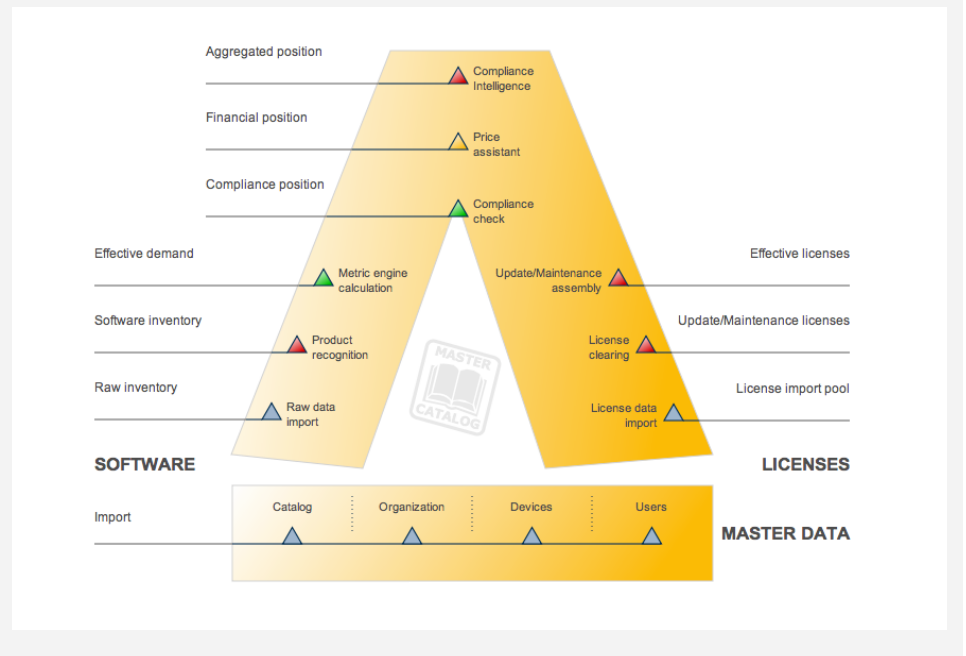 Aggregated position
Compliance
Intelligence
Financial position
Price
assistant
Compliance position
Compliance
check
Effective demand
Metric engine
calculation
Update/Maintenance
assembly
Effective licenses
Software inventory
Product
recognition
License
clearing
Update/Maintenance licenses
Raw inventory
Raw data
import
License data
import
License import pool
MASTER
CATALOG
SOFTWARE
LICENSES
Import
Catalog
Organization
Devices
Users
MASTER DATA